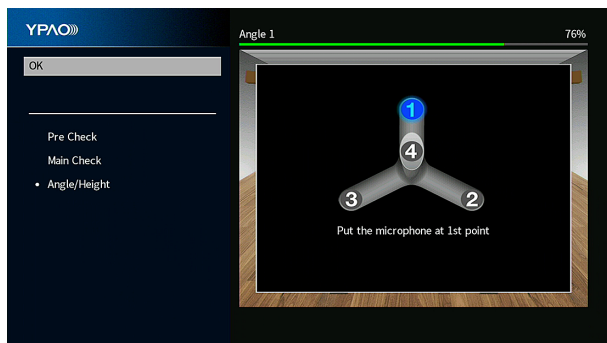 YPAO
OK
Pre Check
Main Check
• Angle/Height
Angle 1 76%
1
4
3 2
Put the microphone at 1st point